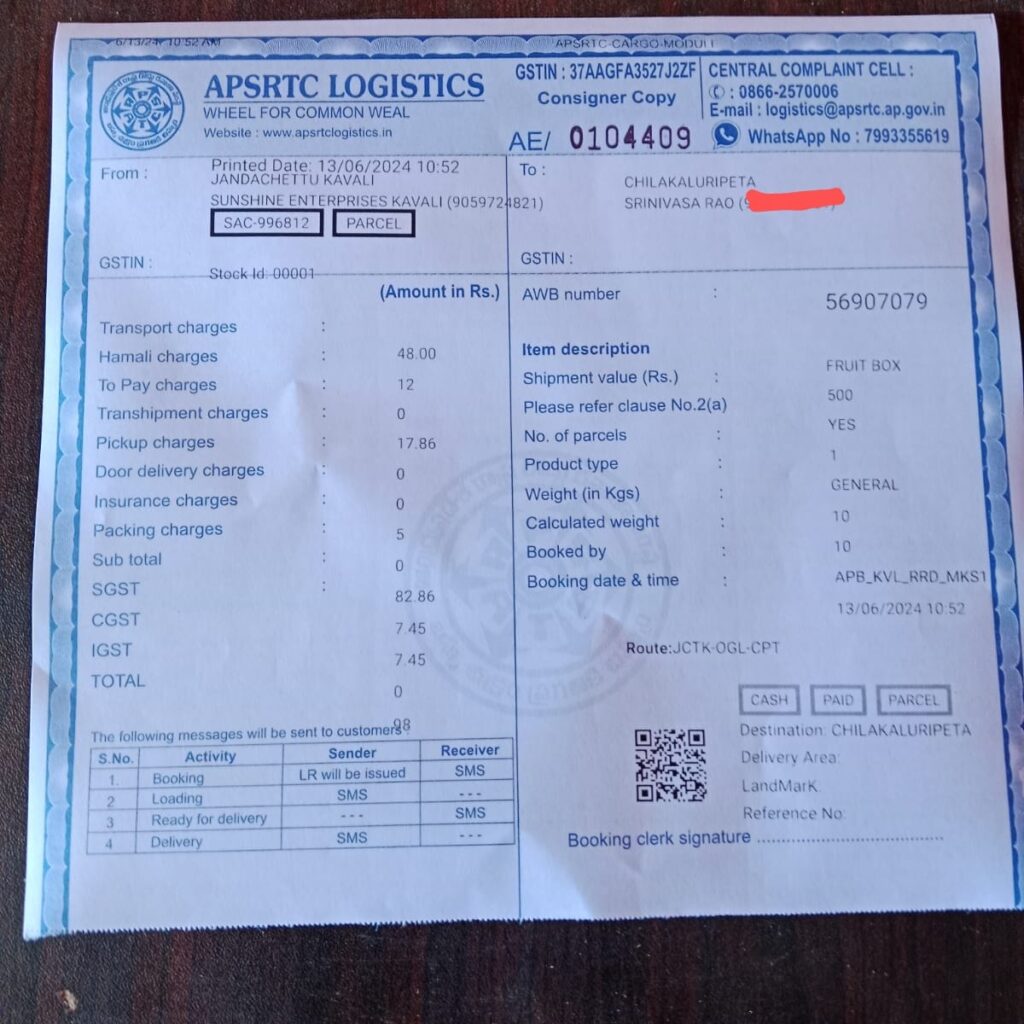 6/13/24, 10:52 AM
APSRTC-CARGO-MODUL
APSRTC LOGISTICS
WHEEL FOR COMMON WEAL
Website : www.apsrtclogistics.in
GSTIN : 37AAGFA3527J2ZF
Consigner Copy
AE/ 0104409
CENTRAL COMPLAINT CELL :
: 0866-2570006
E-mail : logistics@apsrtc.ap.gov.in
WhatsApp No : 7993355619
From :
Printed Date: 13/06/2024 10:52
JANDACHETTU KAVALI
SUNSHINE ENTERPRISES KAVALI (9059724821)
SAC-996812 PARCEL
GSTIN :
Stock Id: 00001
To :
CHILAKALURIPETA
SRINIVASA RAO (
GSTIN :
(Amount in Rs.)
Transport charges :
Hamali charges : 48.00
To Pay charges : 12
Transhipment charges : 0
Pickup charges : 17.86
Door delivery charges : 0
Insurance charges : 0
Packing charges : 5
Sub total : 0
SGST : 82.86
CGST 7.45
IGST 7.45
TOTAL 0
98
The following messages will be sent to customers :
S.No. Activity Sender Receiver
1. Booking LR will be issued SMS
2 Loading SMS ---
3 Ready for delivery --- SMS
4 Delivery SMS ---
AWB number : 56907079
Item description
FRUIT BOX
Shipment value (Rs.) : 500
Please refer clause No.2(a)
YES
No. of parcels : 1
Product type : GENERAL
Weight (in Kgs) : 10
Calculated weight : 10
Booked by : APB_KVL_RRD_MKS1
Booking date & time : 13/06/2024 10:52
Route:JCTK-OGL-CPT
CASH PAID PARCEL
Destination: CHILAKALURIPETA
Delivery Area:
LandMark:
Reference No:
Booking clerk signature ..................................